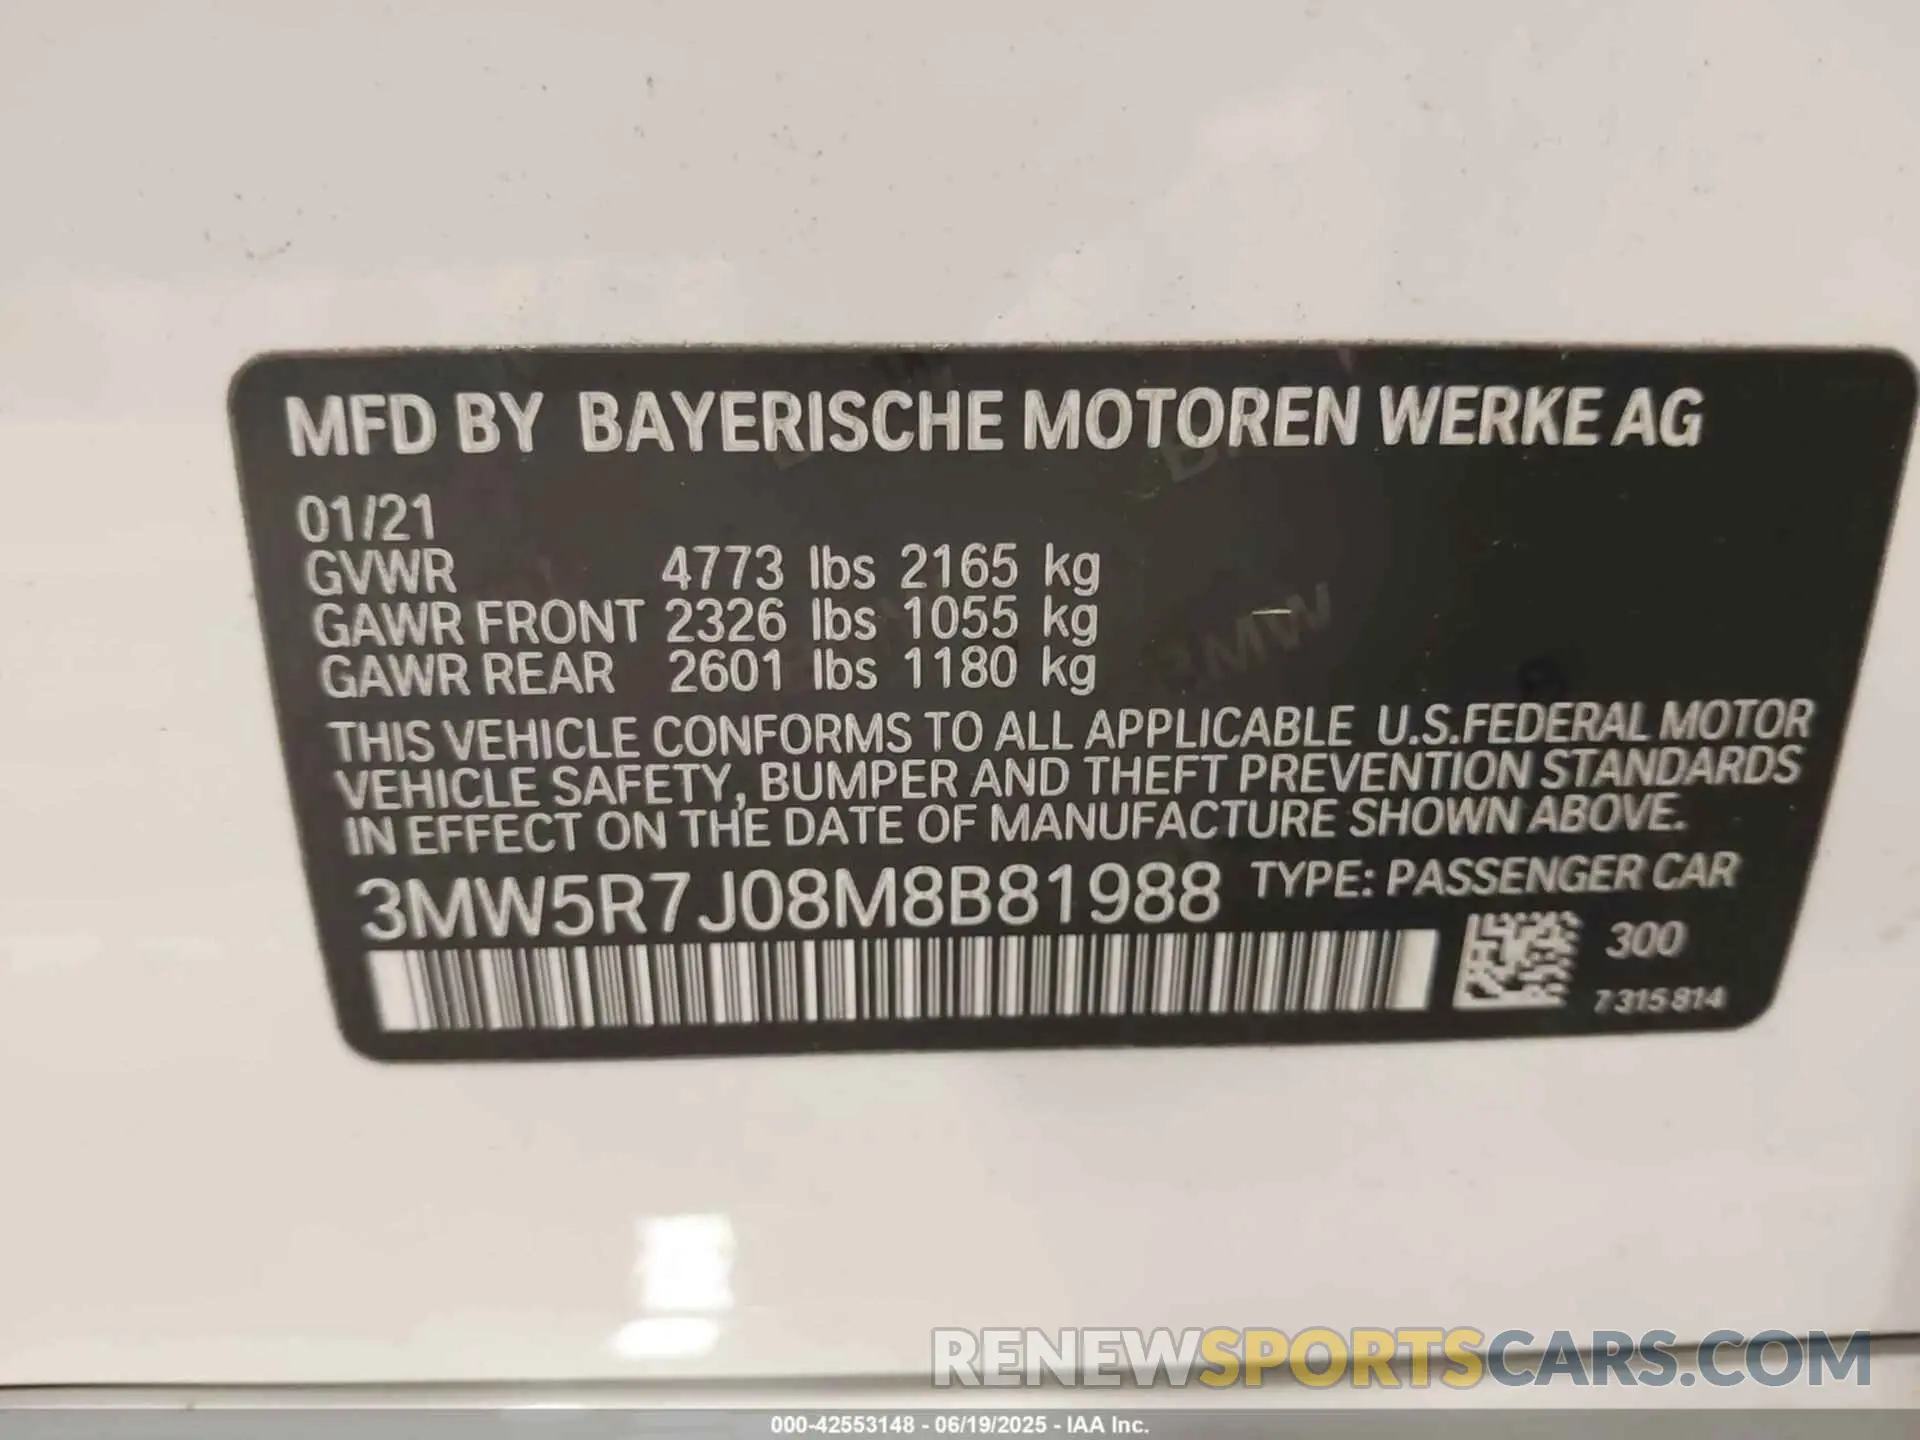 MFD BY BAYERISCHE MOTOREN WERKE AG
01/21
GVWR 4773 lbs 2165 kg
GAWR FRONT 2326 lbs 1055 kg
GAWR REAR 2601 lbs 1180 kg
THIS VEHICLE CONFORMS TO ALL APPLICABLE U.S.FEDERAL MOTOR
VEHICLE SAFETY, BUMPER AND THEFT PREVENTION STANDARDS
IN EFFECT ON THE DATE OF MANUFACTURE SHOWN ABOVE.
3MW5R7J08M8B81988 TYPE: PASSENGER CAR
300
7 315 814
RENEWSPORTSCARS.COM
000-42553148 - 06/19/2025 - IAA Inc.